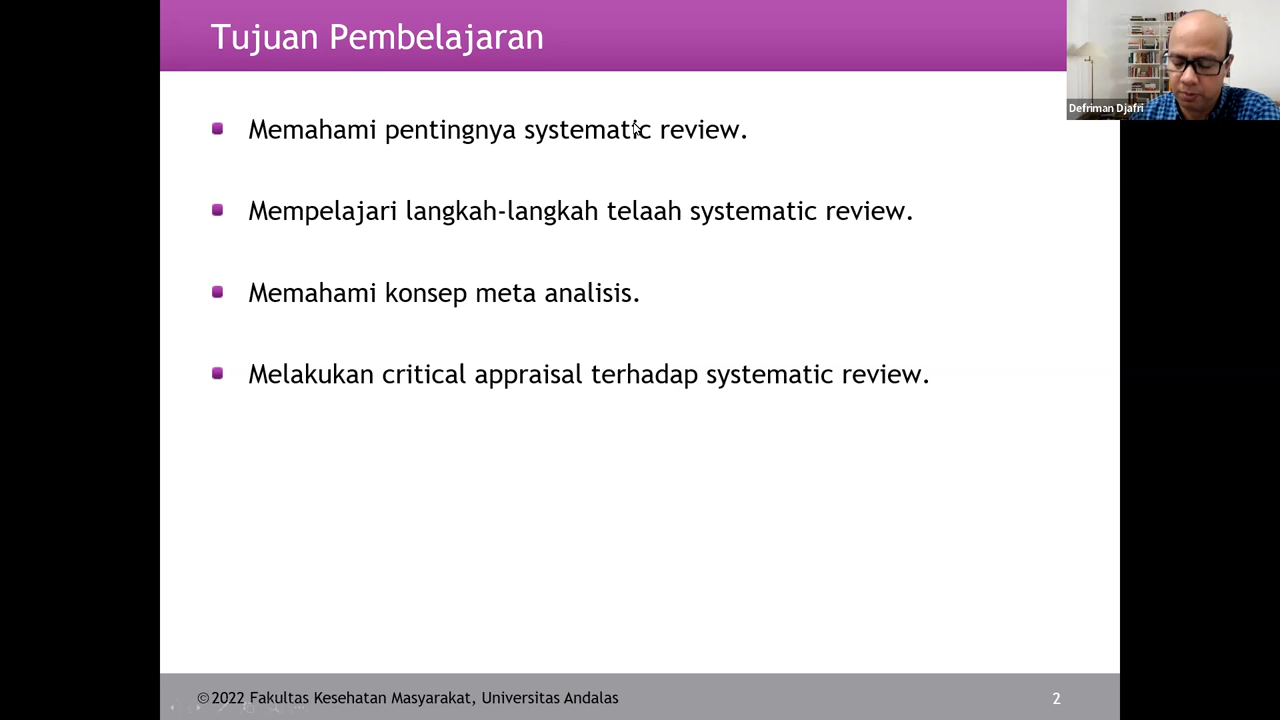 Tujuan Pembelajaran
Defriman Djafri
Memahami pentingnya systematic review.
Mempelajari langkah-langkah telaah systematic review.
Memahami konsep meta analisis.
Melakukan critical appraisal terhadap systematic review.
©2022 Fakultas Kesehatan Masyarakat, Universitas Andalas
2